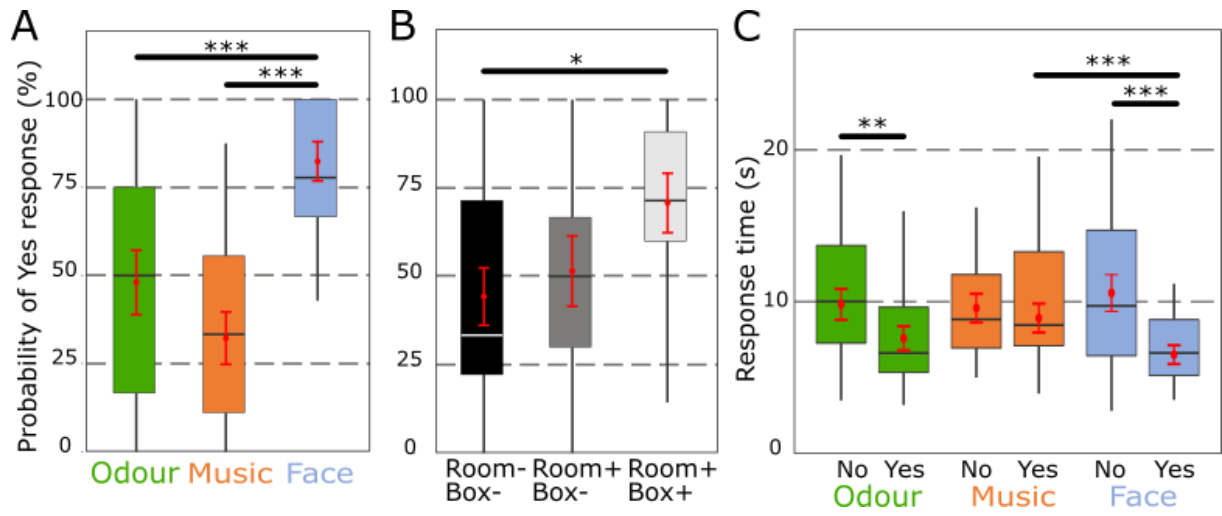 A
Probability of Yes response (%)
100
75
50
25
0
***
***
Odour Music Face
B
100
75
50
25
0
*
Room- Room+ Room+
Box- Box- Box+
C
Response time (s)
20
10
0
**
***
***
No Yes No Yes No Yes
Odour Music Face